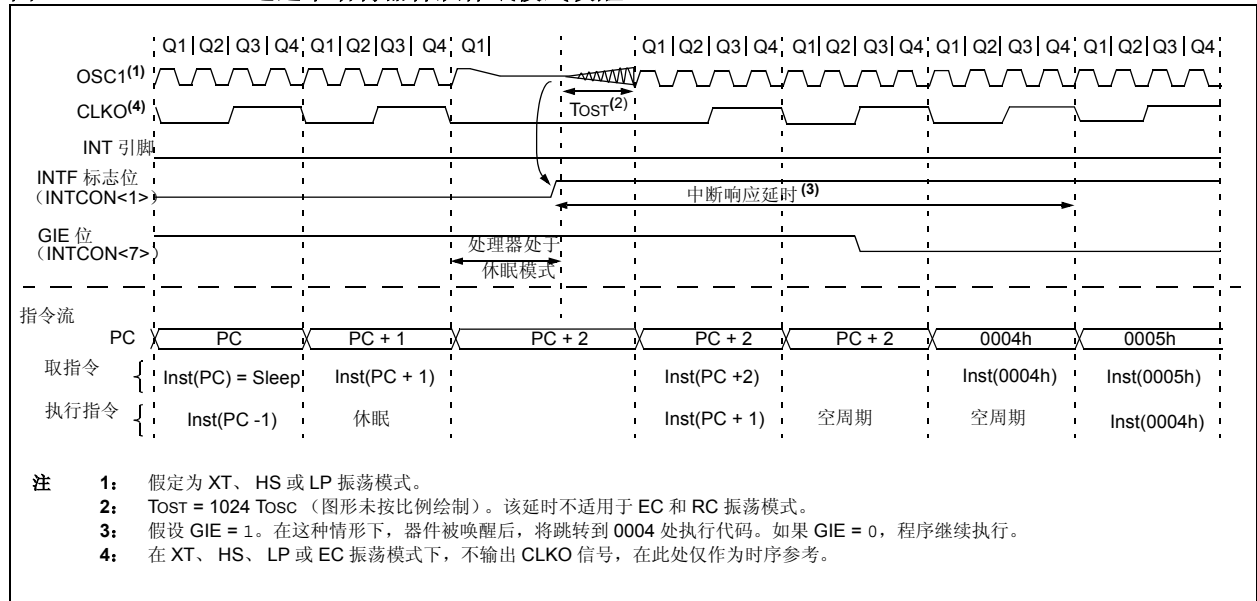 Q1 Q2 Q3 Q4 Q1 Q2 Q3 Q4 Q1 Q1 Q2 Q3 Q4 Q1 Q2 Q3 Q4 Q1 Q2 Q3 Q4 Q1 Q2 Q3 Q4
OSC1(1)
TOST(2)
CLKO(4)
INT 引脚
INTF 标志位
（INTCON<1>）
中断响应延时(3)
GIE 位
（INTCON<7>）
处理器处于
休眠模式
指令流
PC PC PC + 1 PC + 2 PC + 2 PC + 2 0004h 0005h
取指令 { Inst(PC) = Sleep Inst(PC + 1) Inst(PC +2) Inst(0004h) Inst(0005h)
执行指令 { Inst(PC -1) 休眠 Inst(PC + 1) 空周期 空周期 Inst(0004h)
注 1： 假定为 XT、 HS 或 LP 振荡模式。
2： TOST = 1024 TOSC （图形未按比例绘制）。该延时不适用于 EC 和 RC 振荡模式。
3： 假设 GIE = 1。在这种情形下，器件被唤醒后，将跳转到 0004 处执行代码。如果 GIE = 0，程序继续执行。
4： 在 XT、 HS、 LP 或 EC 振荡模式下，不输出 CLKO 信号，在此处仅作为时序参考。